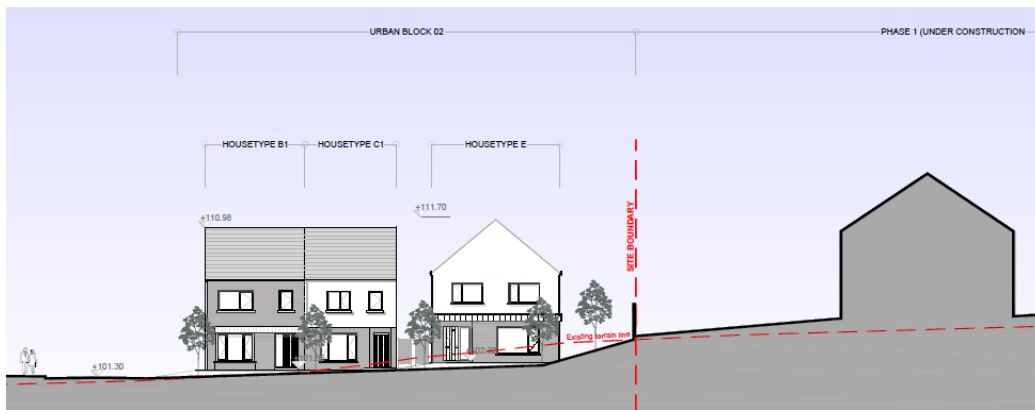 URBAN BLOCK 02
PHASE 1 (UNDER CONSTRUCTION
HOUSETYPE B1
HOUSETYPE C1
HOUSETYPE E
+111.70
+110.98
SITE BOUNDARY
Existing terrain line
+101.30